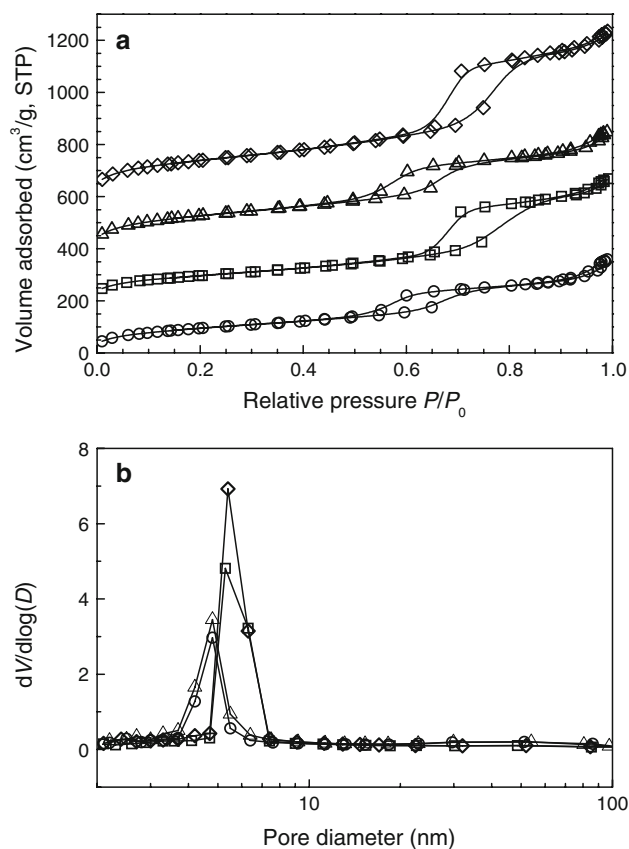 a
1200
1000
800
600
400
200
0
Volume adsorbed (cm³/g, STP)
0.0 0.2 0.4 0.6 0.8 1.0
Relative pressure P/P₀
b
8
6
4
2
0
dV/dlog(D)
10 100
Pore diameter (nm)